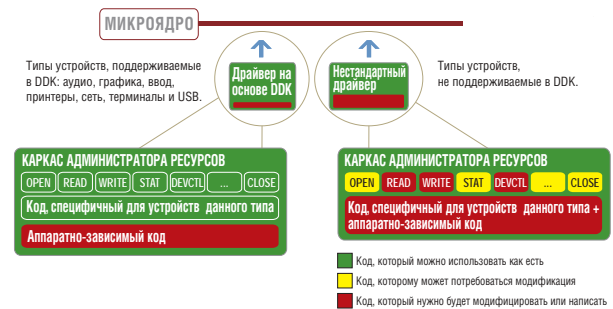 МИКРОЯДРО
Типы устройств, поддерживаемые
в DDK: аудио, графика, ввод,
принтеры, сеть, терминалы и USB.
Драйвер на
основе DDK
Нестандартный
драйвер
Типы устройств,
не поддерживаемые в DDK.
КАРКАС АДМИНИСТРАТОРА РЕСУРСОВ
OPEN READ WRITE STAT DEVCTL ... CLOSE
Код, специфичный для устройств данного типа
Аппаратно-зависимый код
КАРКАС АДМИНИСТРАТОРА РЕСУРСОВ
OPEN READ WRITE STAT DEVCTL ... CLOSE
Код, специфичный для устройств данного типа +
аппаратно-зависимый код
Код, который можно использовать как есть
Код, которому может потребоваться модификация
Код, который нужно будет модифицировать или написать